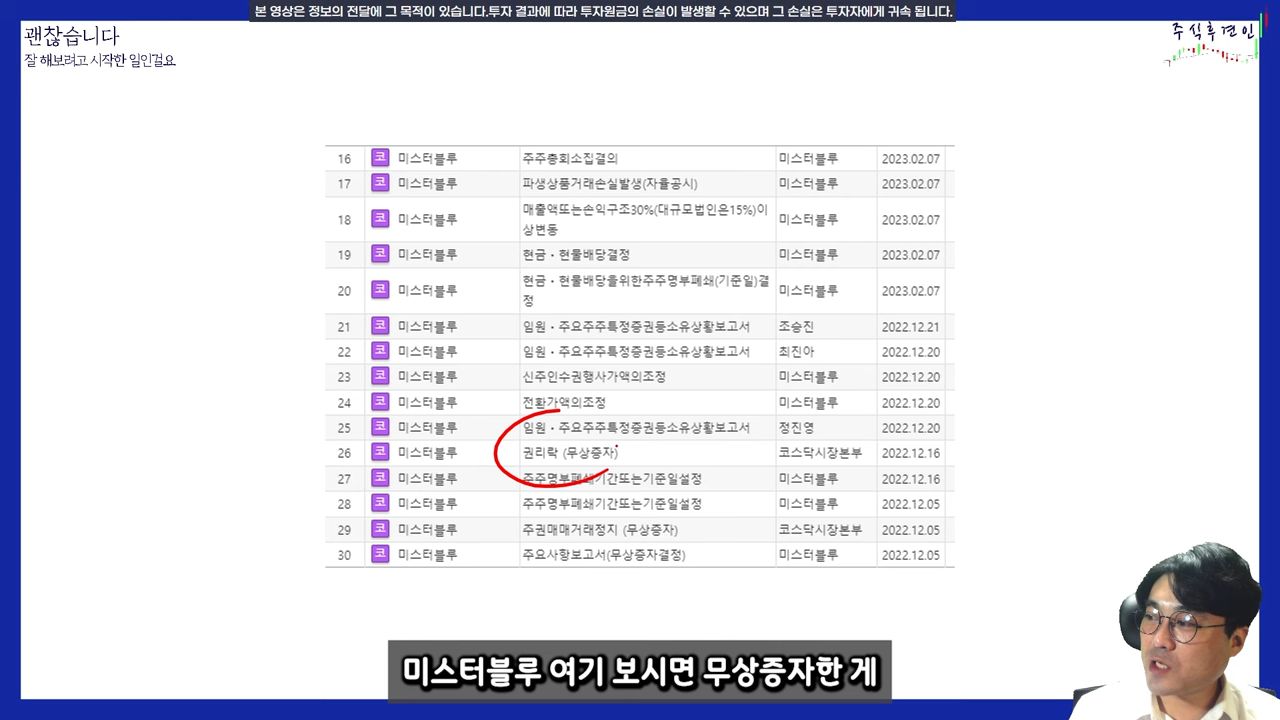 본 영상은 정보의 전달에 그 목적이 있습니다.투자 결과에 따라 투자원금의 손실이 발생할 수 있으며 그 손실은 투자자에게 귀속 됩니다.
괜찮습니다
잘 해보려고 시작한 일인걸요
주식후견인
16 코 미스터블루 주주총회소집결의 미스터블루 2023.02.07
17 코 미스터블루 파생상품거래손실발생(자율공시) 미스터블루 2023.02.07
18 코 미스터블루 매출액또는손익구조30%(대규모법인은15%)이
상변동 미스터블루 2023.02.07
19 코 미스터블루 현금ㆍ현물배당결정 미스터블루 2023.02.07
20 코 미스터블루 현금ㆍ현물배당을위한주주명부폐쇄(기준일)결
정 미스터블루 2023.02.07
21 코 미스터블루 임원ㆍ주요주주특정증권등소유상황보고서 조승진 2022.12.21
22 코 미스터블루 임원ㆍ주요주주특정증권등소유상황보고서 최진아 2022.12.20
23 코 미스터블루 신주인수권행사가액의조정 미스터블루 2022.12.20
24 코 미스터블루 전환가액의조정 미스터블루 2022.12.20
25 코 미스터블루 임원ㆍ주요주주특정증권등소유상황보고서 정진영 2022.12.20
26 코 미스터블루 권리락 (무상증자) 코스닥시장본부 2022.12.16
27 코 미스터블루 주주명부폐쇄기간또는기준일설정 미스터블루 2022.12.16
28 코 미스터블루 주주명부폐쇄기간또는기준일설정 미스터블루 2022.12.05
29 코 미스터블루 주권매매거래정지 (무상증자) 코스닥시장본부 2022.12.05
30 코 미스터블루 주요사항보고서(무상증자결정) 미스터블루 2022.12.05
미스터블루 여기 보시면 무상증자한 게